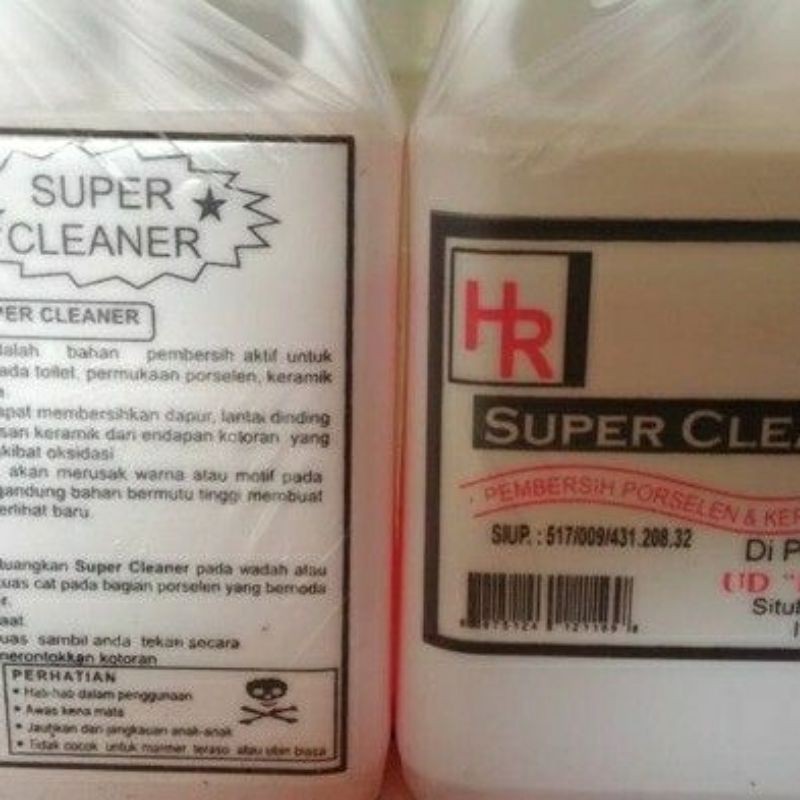 SUPER
CLEANER
PER CLEANER
dalah bahan pembersih aktif untuk
ada toilet, permukaan porselen, keramik
apat membersihkan dapur, lantai dinding
san keramik dari endapan kotoran yang
kibat oksidasi
akan merusak warna atau motif pada
gandung bahan bermutu tinggi membuat
erlihat baru.
tuangkan Super Cleaner pada wadah atau
uas cat pada bagian porselen yang bernoda
aat
uas sambil anda tekan secara
merontokkan kotoran
PERHATIAN
• Hati-hati dalam penggunaan
• Awas kena mata
• Jauhkan dari jangkauan anak-anak
• Tidak cocok untuk marmer teraso atau ubin biasa
HR
SUPER CLEA
PEMBERSIH PORSELEN & KER
SIUP. : 517/009/431.208.32
Di P
UD "
Situb